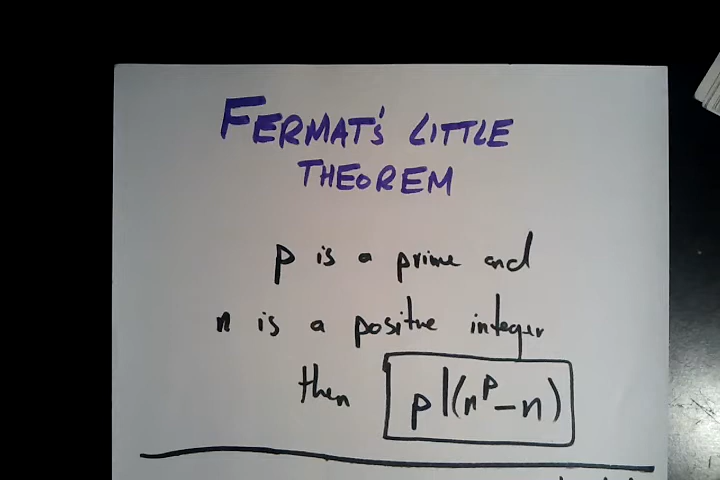 FERMAT'S LITTLE
THEOREM
p is a prime and
n is a positive integer
then p|(n^p-n)